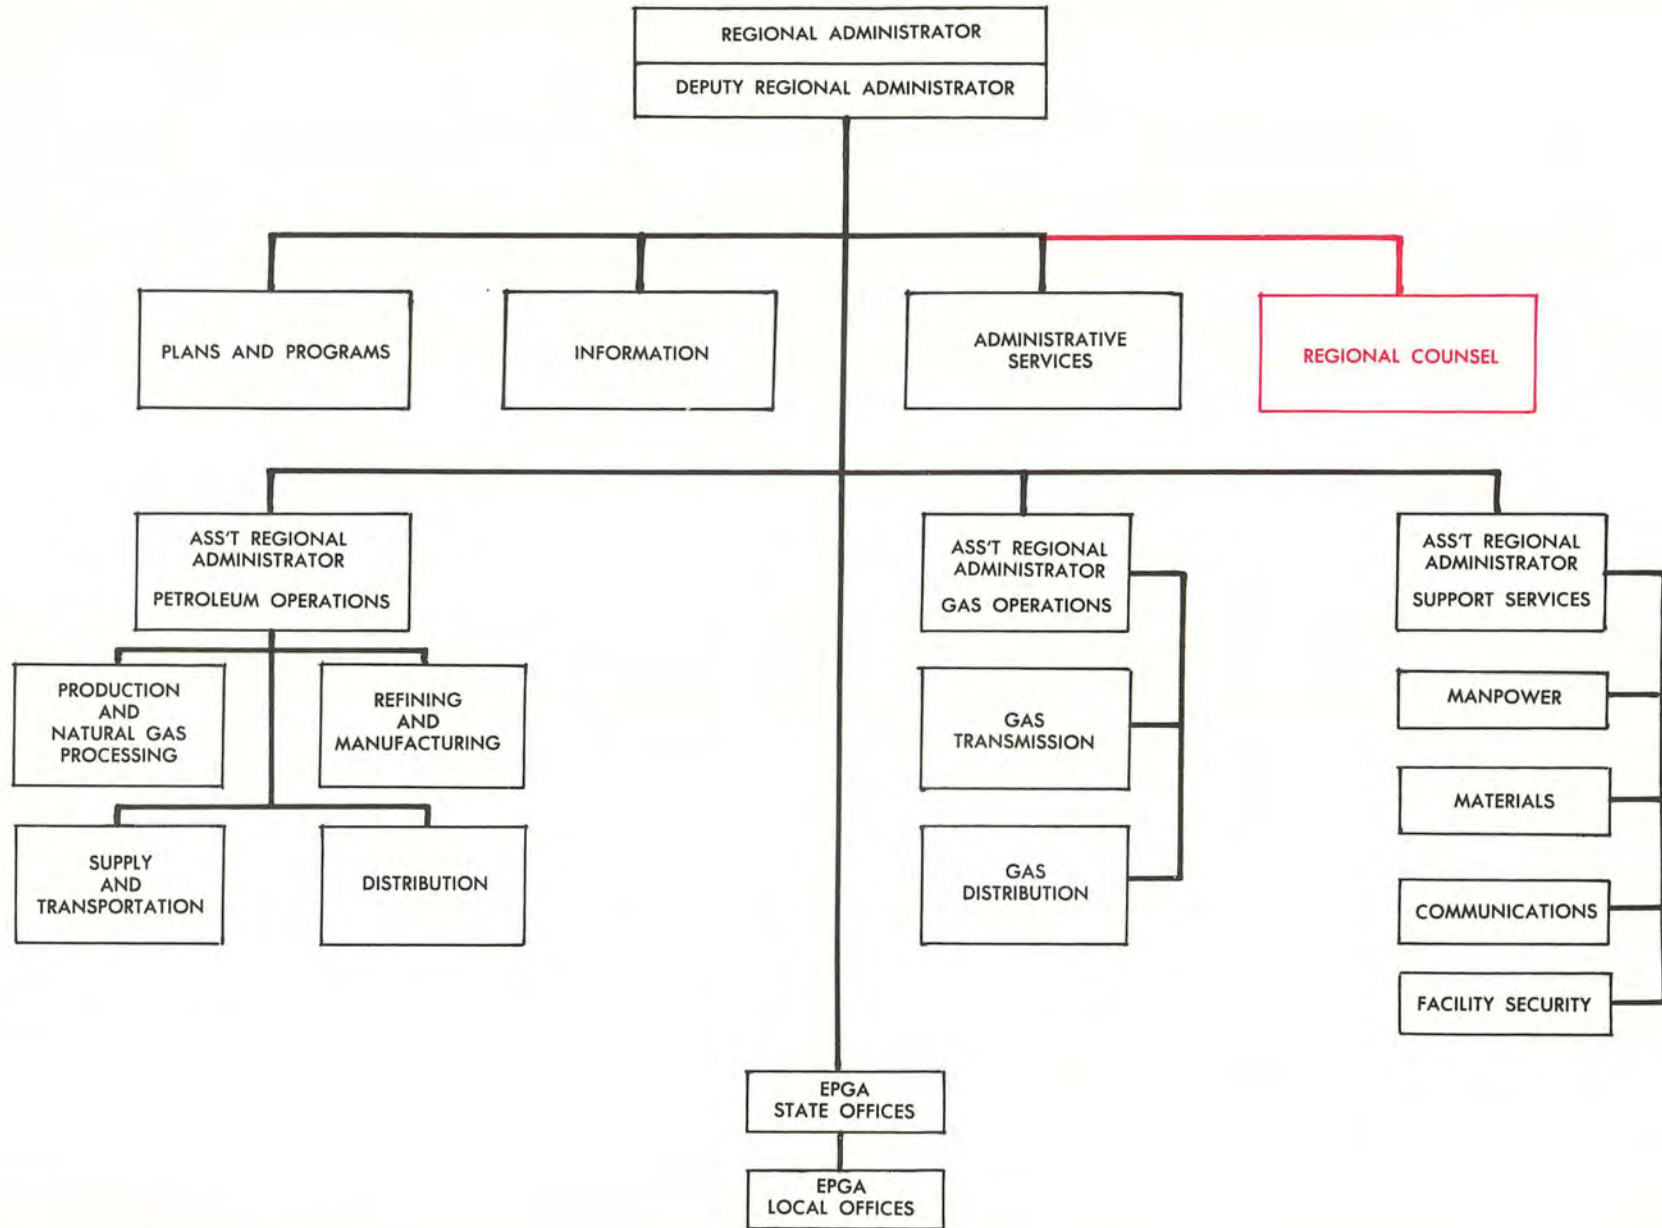 REGIONAL ADMINISTRATOR
DEPUTY REGIONAL ADMINISTRATOR
PLANS AND PROGRAMS
INFORMATION
ADMINISTRATIVE
SERVICES
REGIONAL COUNSEL
ASS'T REGIONAL
ADMINISTRATOR
PETROLEUM OPERATIONS
PRODUCTION
AND
NATURAL GAS
PROCESSING
REFINING
AND
MANUFACTURING
SUPPLY
AND
TRANSPORTATION
DISTRIBUTION
ASS'T REGIONAL
ADMINISTRATOR
GAS OPERATIONS
GAS
TRANSMISSION
GAS
DISTRIBUTION
ASS'T REGIONAL
ADMINISTRATOR
SUPPORT SERVICES
MANPOWER
MATERIALS
COMMUNICATIONS
FACILITY SECURITY
EPGA
STATE OFFICES
EPGA
LOCAL OFFICES